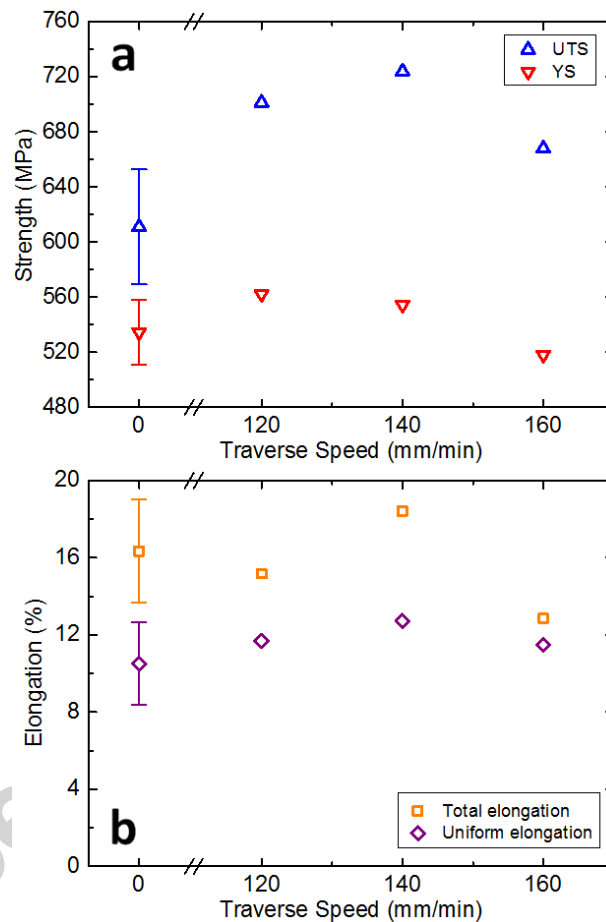 a
UTS
YS
Strength (MPa)
760
720
680
640
600
560
520
480
0 120 140 160
Traverse Speed (mm/min)
b
Total elongation
Uniform elongation
Elongation (%)
20
16
12
8
4
0
0 120 140 160
Traverse Speed (mm/min)